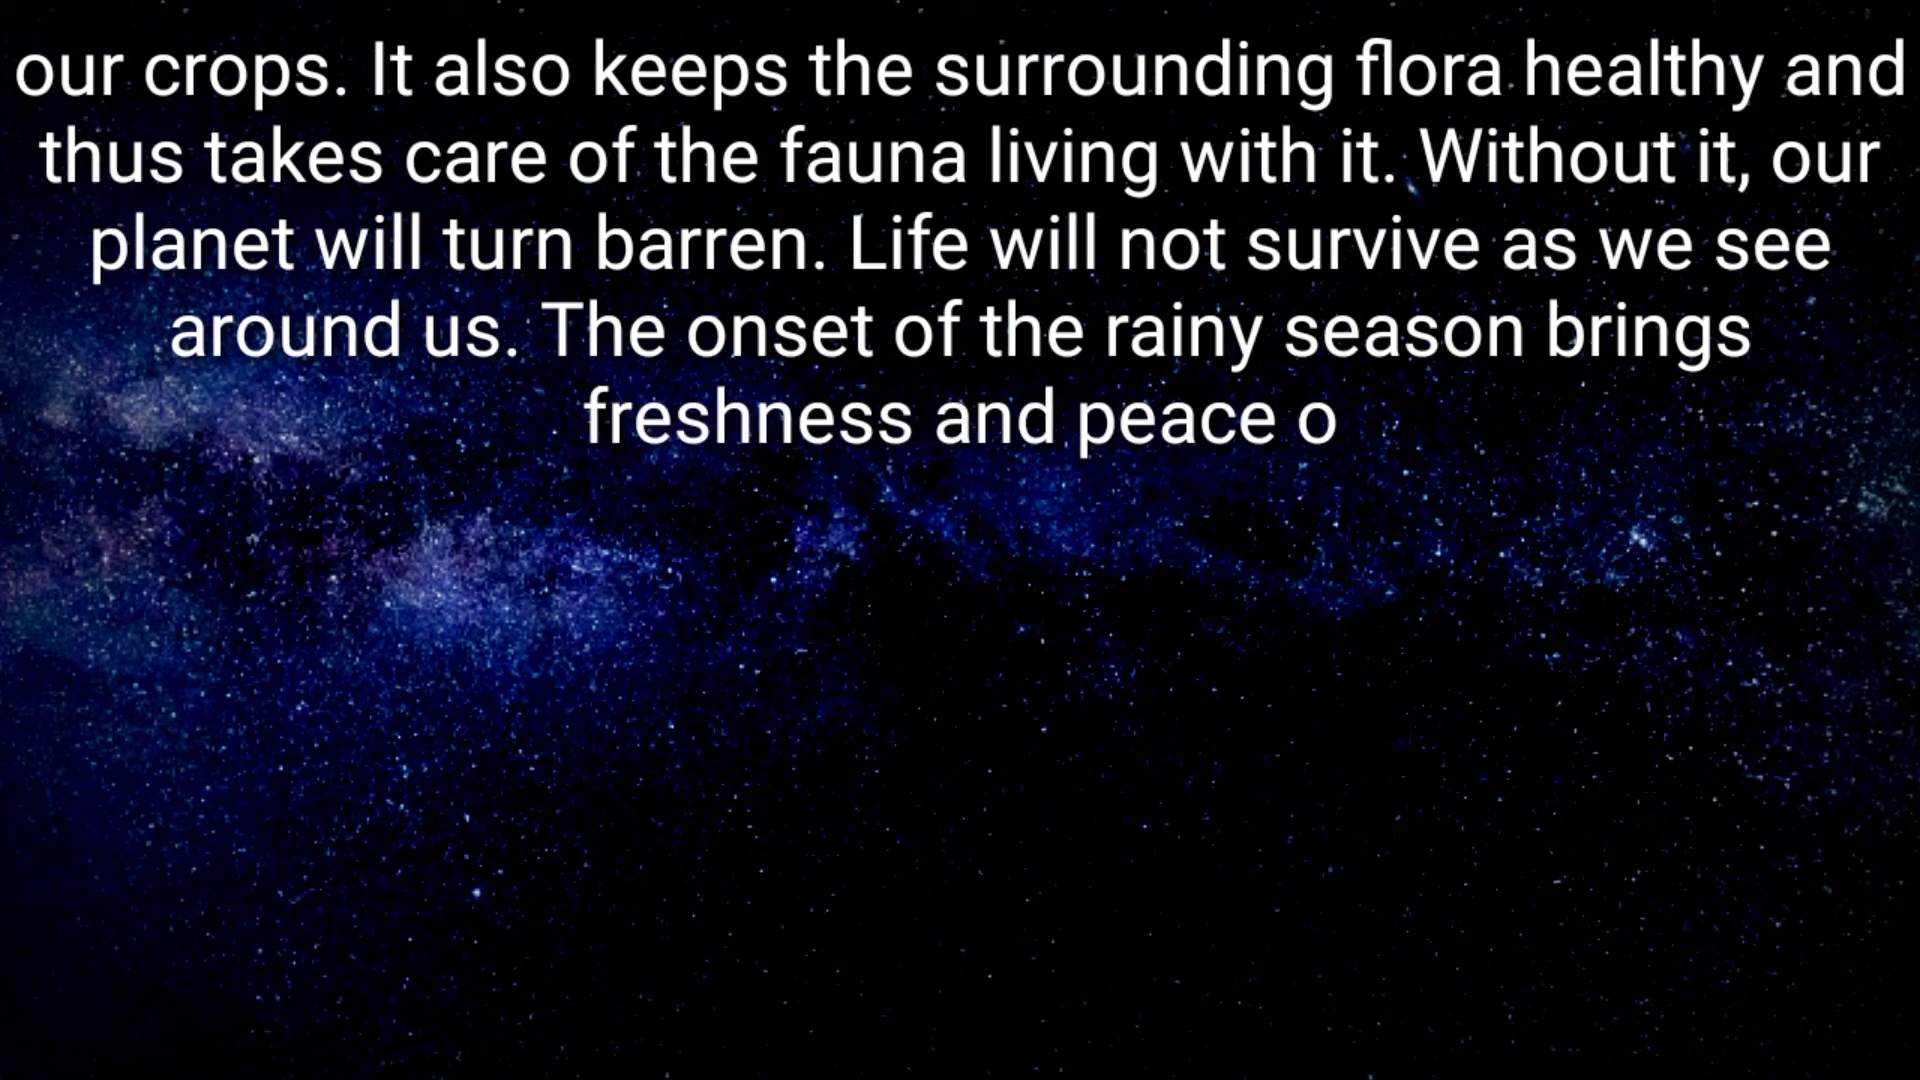 our crops. It also keeps the surrounding flora healthy and
thus takes care of the fauna living with it. Without it, our
planet will turn barren. Life will not survive as we see
around us. The onset of the rainy season brings
freshness and peace o